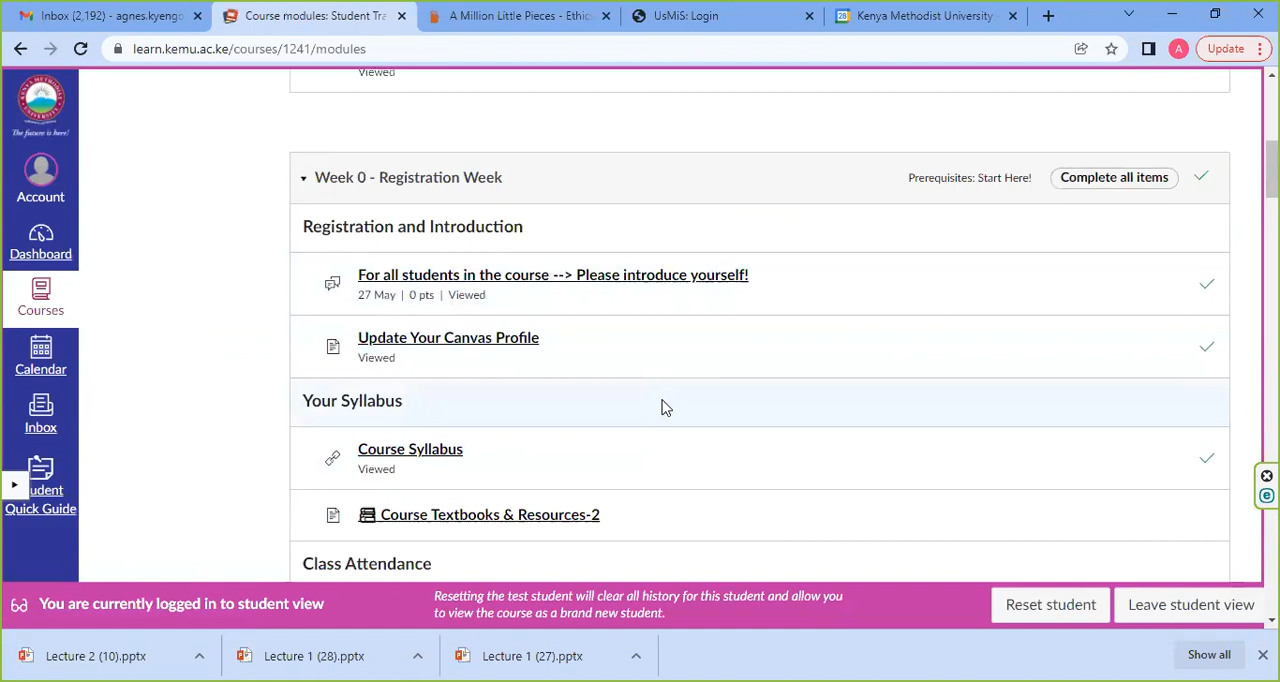 Inbox (2,192) - agnes.kyengo
Course modules: Student Tra
A Million Little Pieces - Ethics
UsMiS: Login
Kenya Methodist University
learn.kemu.ac.ke/courses/1241/modules
A
Update
The future is here!
Account
Dashboard
Courses
Calendar
Inbox
udent
Quick Guide
Viewed
Week 0 - Registration Week
Prerequisites: Start Here!
Complete all items
Registration and Introduction
For all students in the course --> Please introduce yourself!
27 May | 0 pts | Viewed
Update Your Canvas Profile
Viewed
Your Syllabus
Course Syllabus
Viewed
Course Textbooks & Resources-2
Class Attendance
You are currently logged in to student view
Resetting the test student will clear all history for this student and allow you
to view the course as a brand new student.
Reset student
Leave student view
Lecture 2 (10).pptx
Lecture 1 (28).pptx
Lecture 1 (27).pptx
Show all